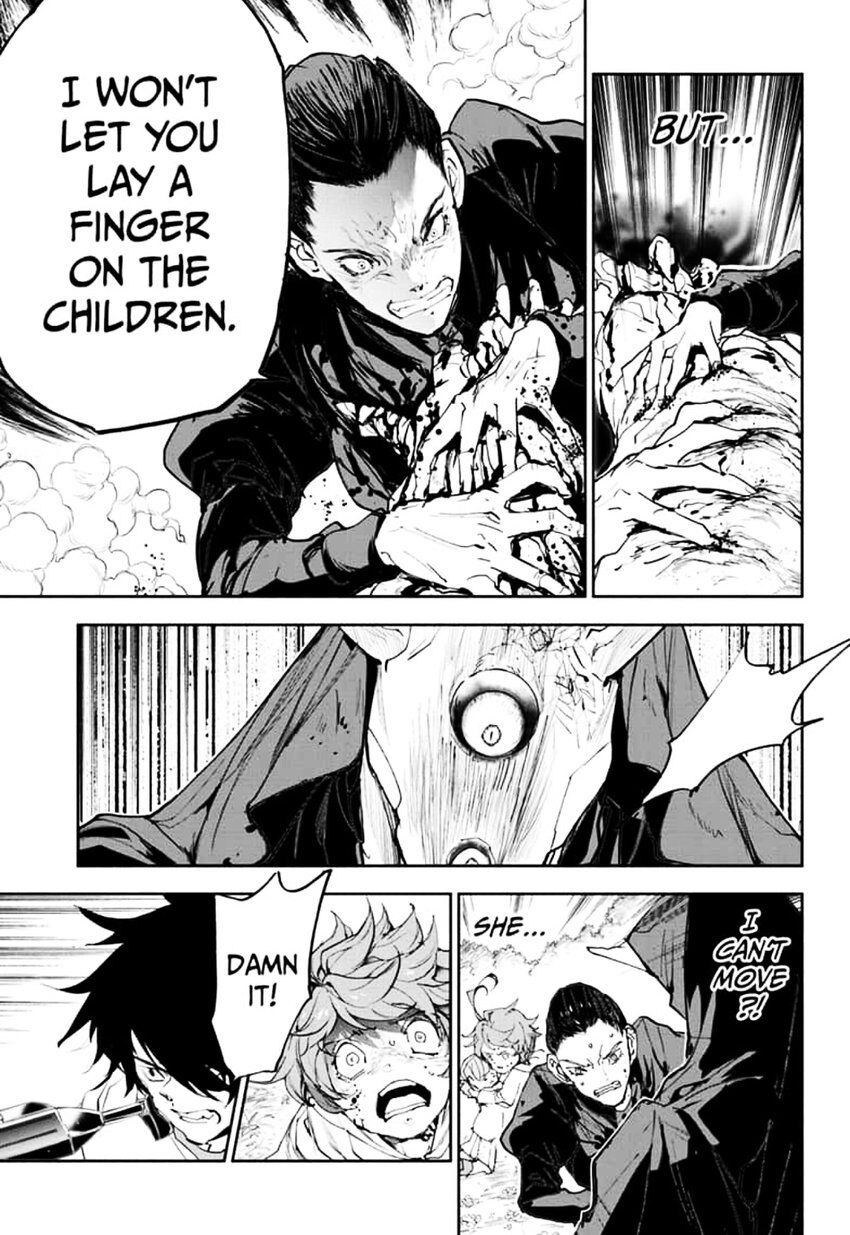 BUT...
I WON'T
LET YOU
LAY A
FINGER
ON THE
CHILDREN.
I
CAN'T
MOVE
?!
SHE...
DAMN
IT!